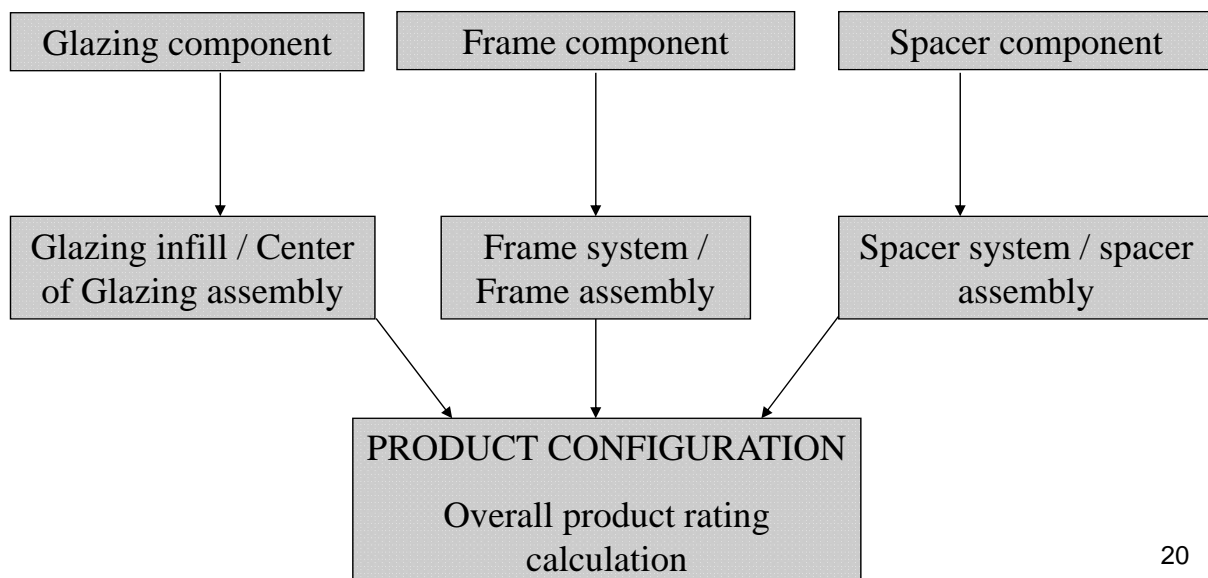 Glazing component
Frame component
Spacer component
Glazing infill / Center
of Glazing assembly
Frame system /
Frame assembly
Spacer system / spacer
assembly
PRODUCT CONFIGURATION
Overall product rating
calculation
20